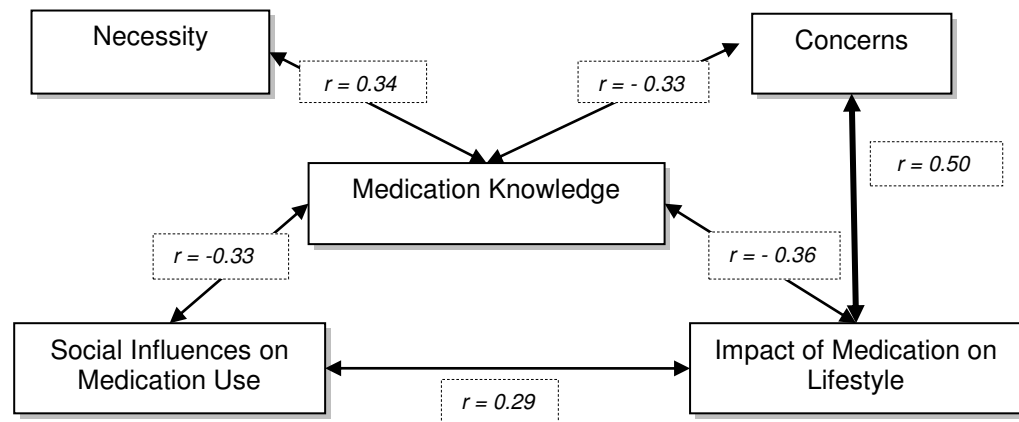 Necessity
Concerns
r = 0.34
r = - 0.33
r = 0.50
Medication Knowledge
r = -0.33
r = - 0.36
Social Influences on
Medication Use
Impact of Medication on
Lifestyle
r = 0.29